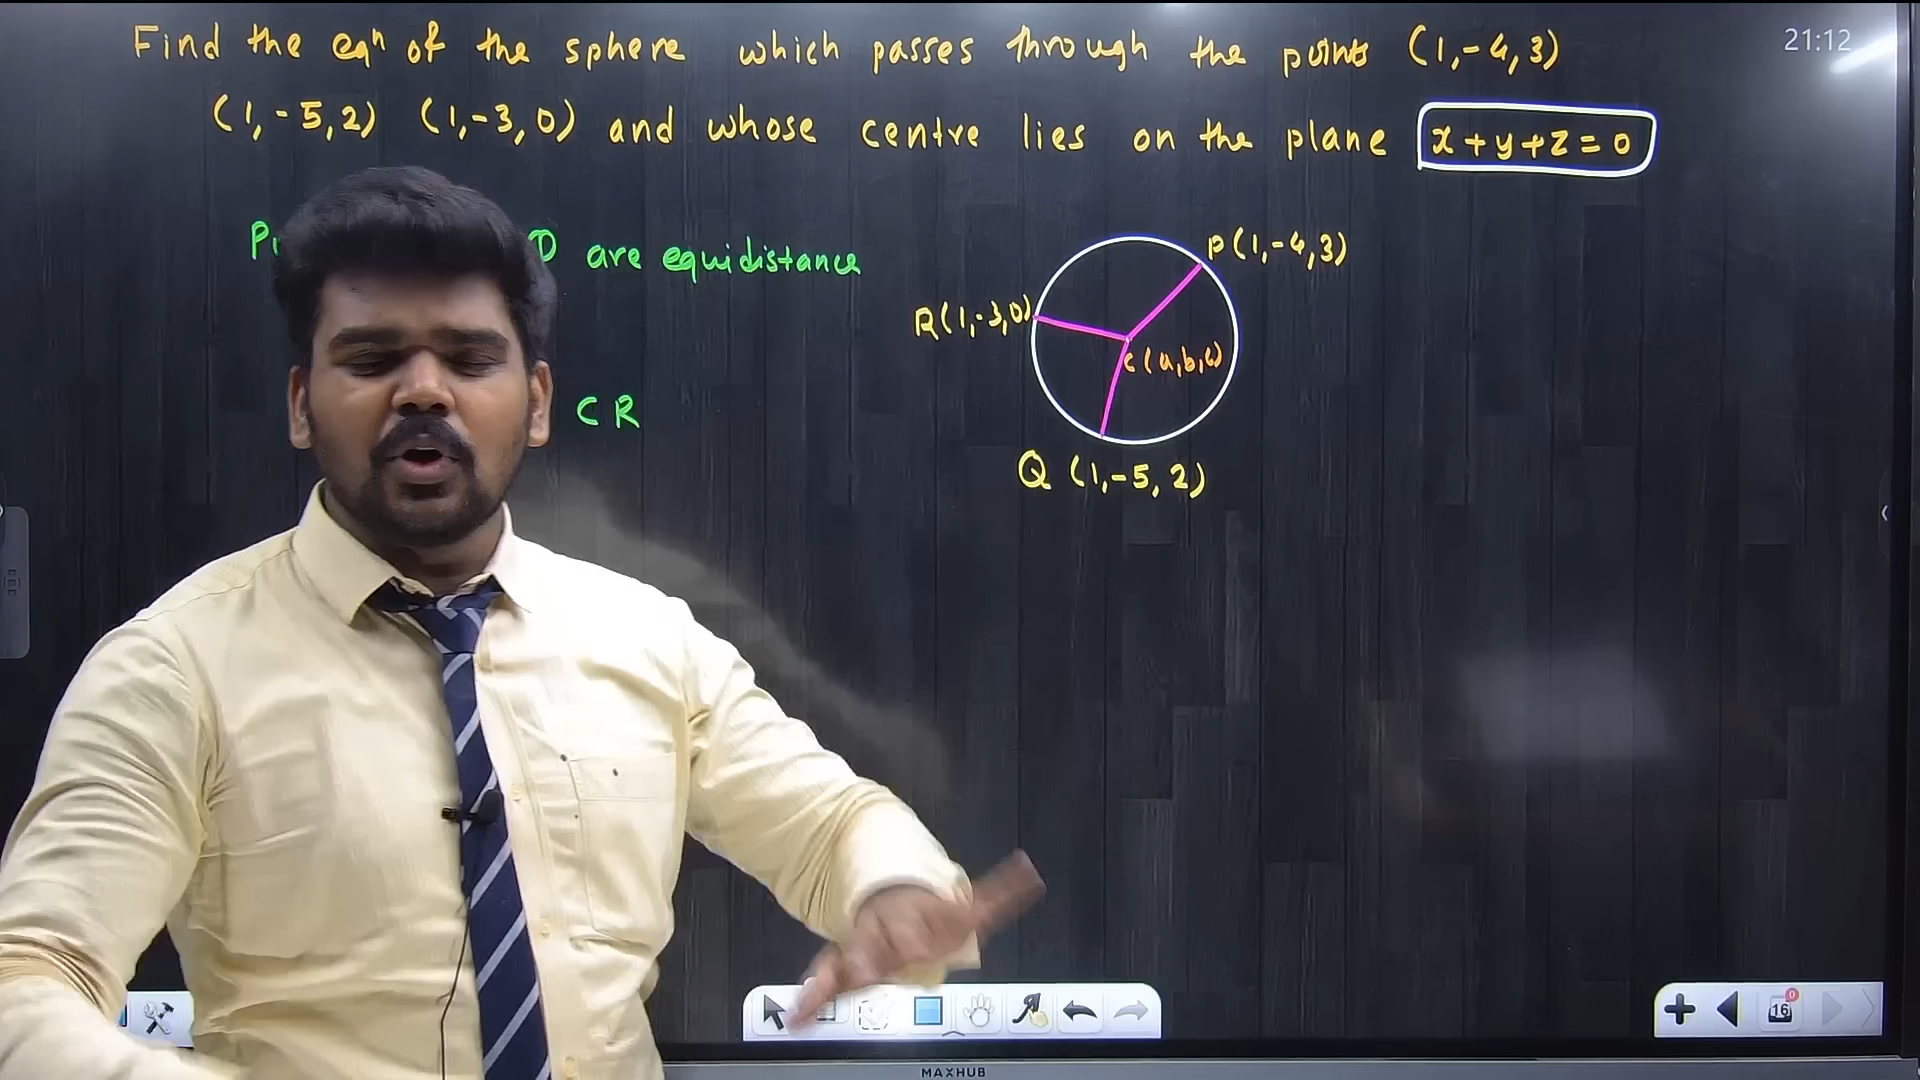 Find the eqⁿ of the sphere which passes through the points (1,-4,3)
21:12
(1,-5,2) (1,-3,0) and whose centre lies on the plane x+y+z=0
are equidistance
P(1,-4,3)
R(1,-3,0)
C(a,b,c)
CR
Q (1,-5,2)
16
0
MAXHUB